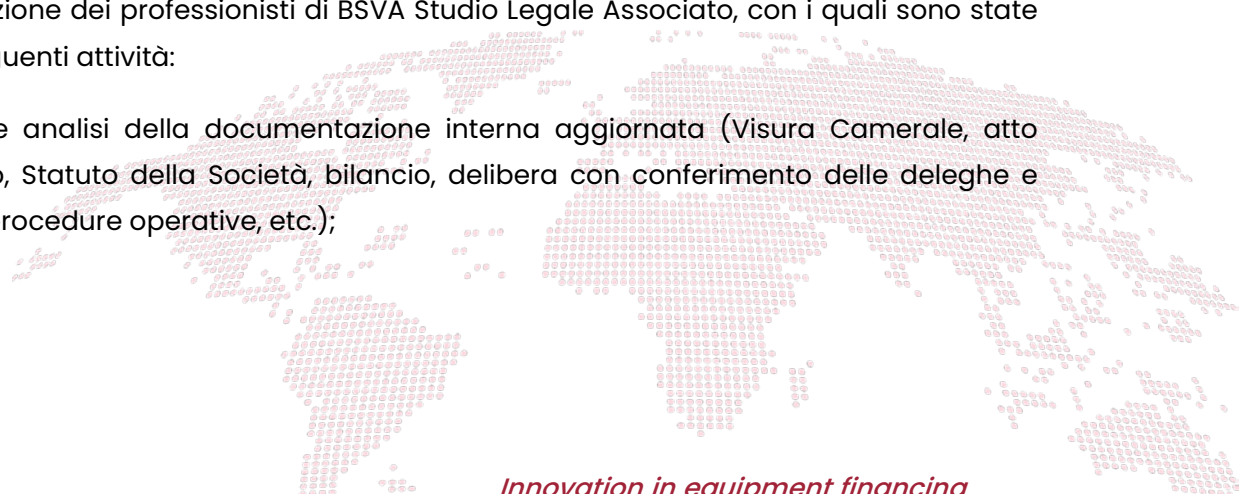 zione dei professionisti di BSVA Studio Legale Associato, con i quali sono state
uenti attività:
e analisi della documentazione interna aggiornata (Visura Camerale, atto
o, Statuto della Società, bilancio, delibera con conferimento delle deleghe e
rocedure operative, etc.);
Innovation in equipment financing